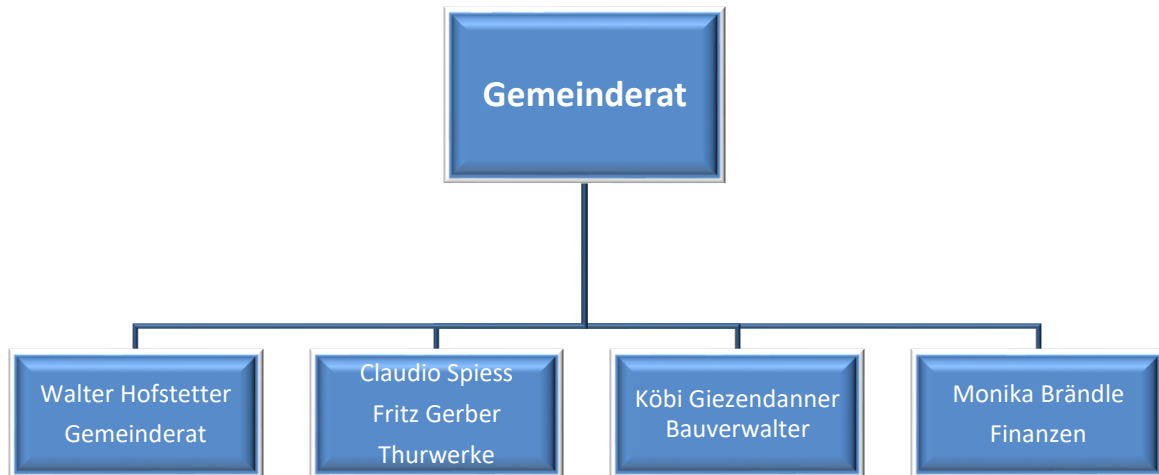 Gemeinderat
Walter Hofstetter
Gemeinderat
Claudio Spiess
Fritz Gerber
Thurwerke
Köbi Giezendanner
Bauverwalter
Monika Brändle
Finanzen